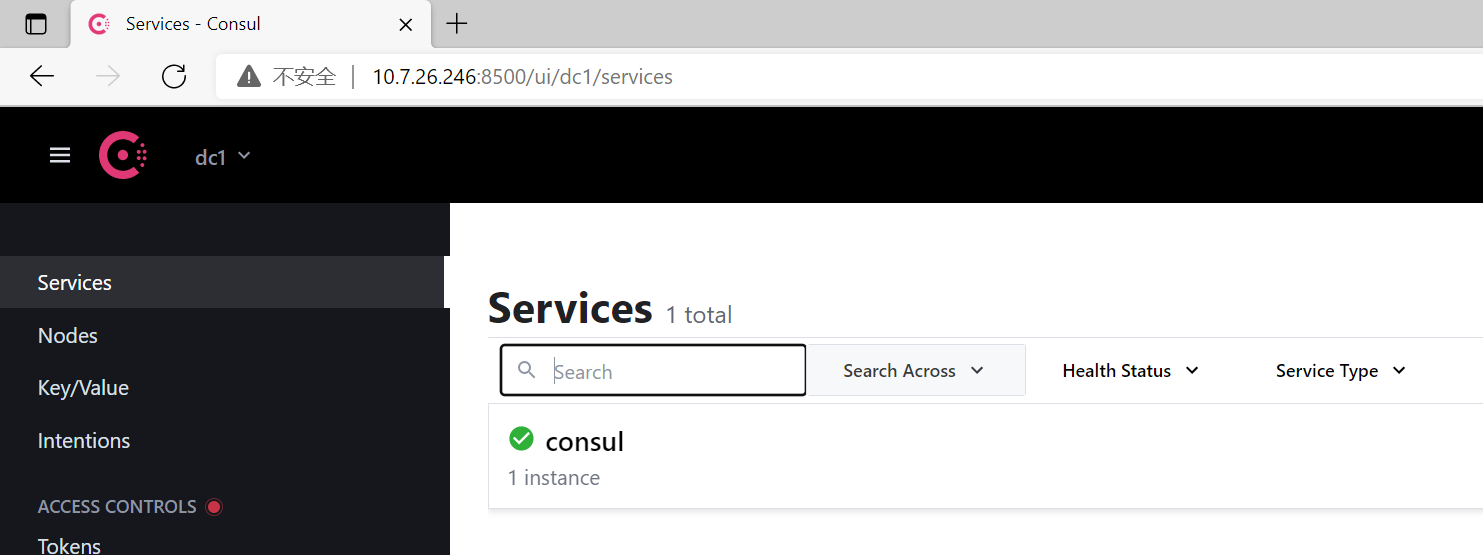 Services - Consul
不安全 10.7.26.246:8500/ui/dc1/services
dc1
Services
Nodes
Key/Value
Intentions
ACCESS CONTROLS
Tokens
Services 1 total
Search Search Across Health Status Service Type
consul
1 instance